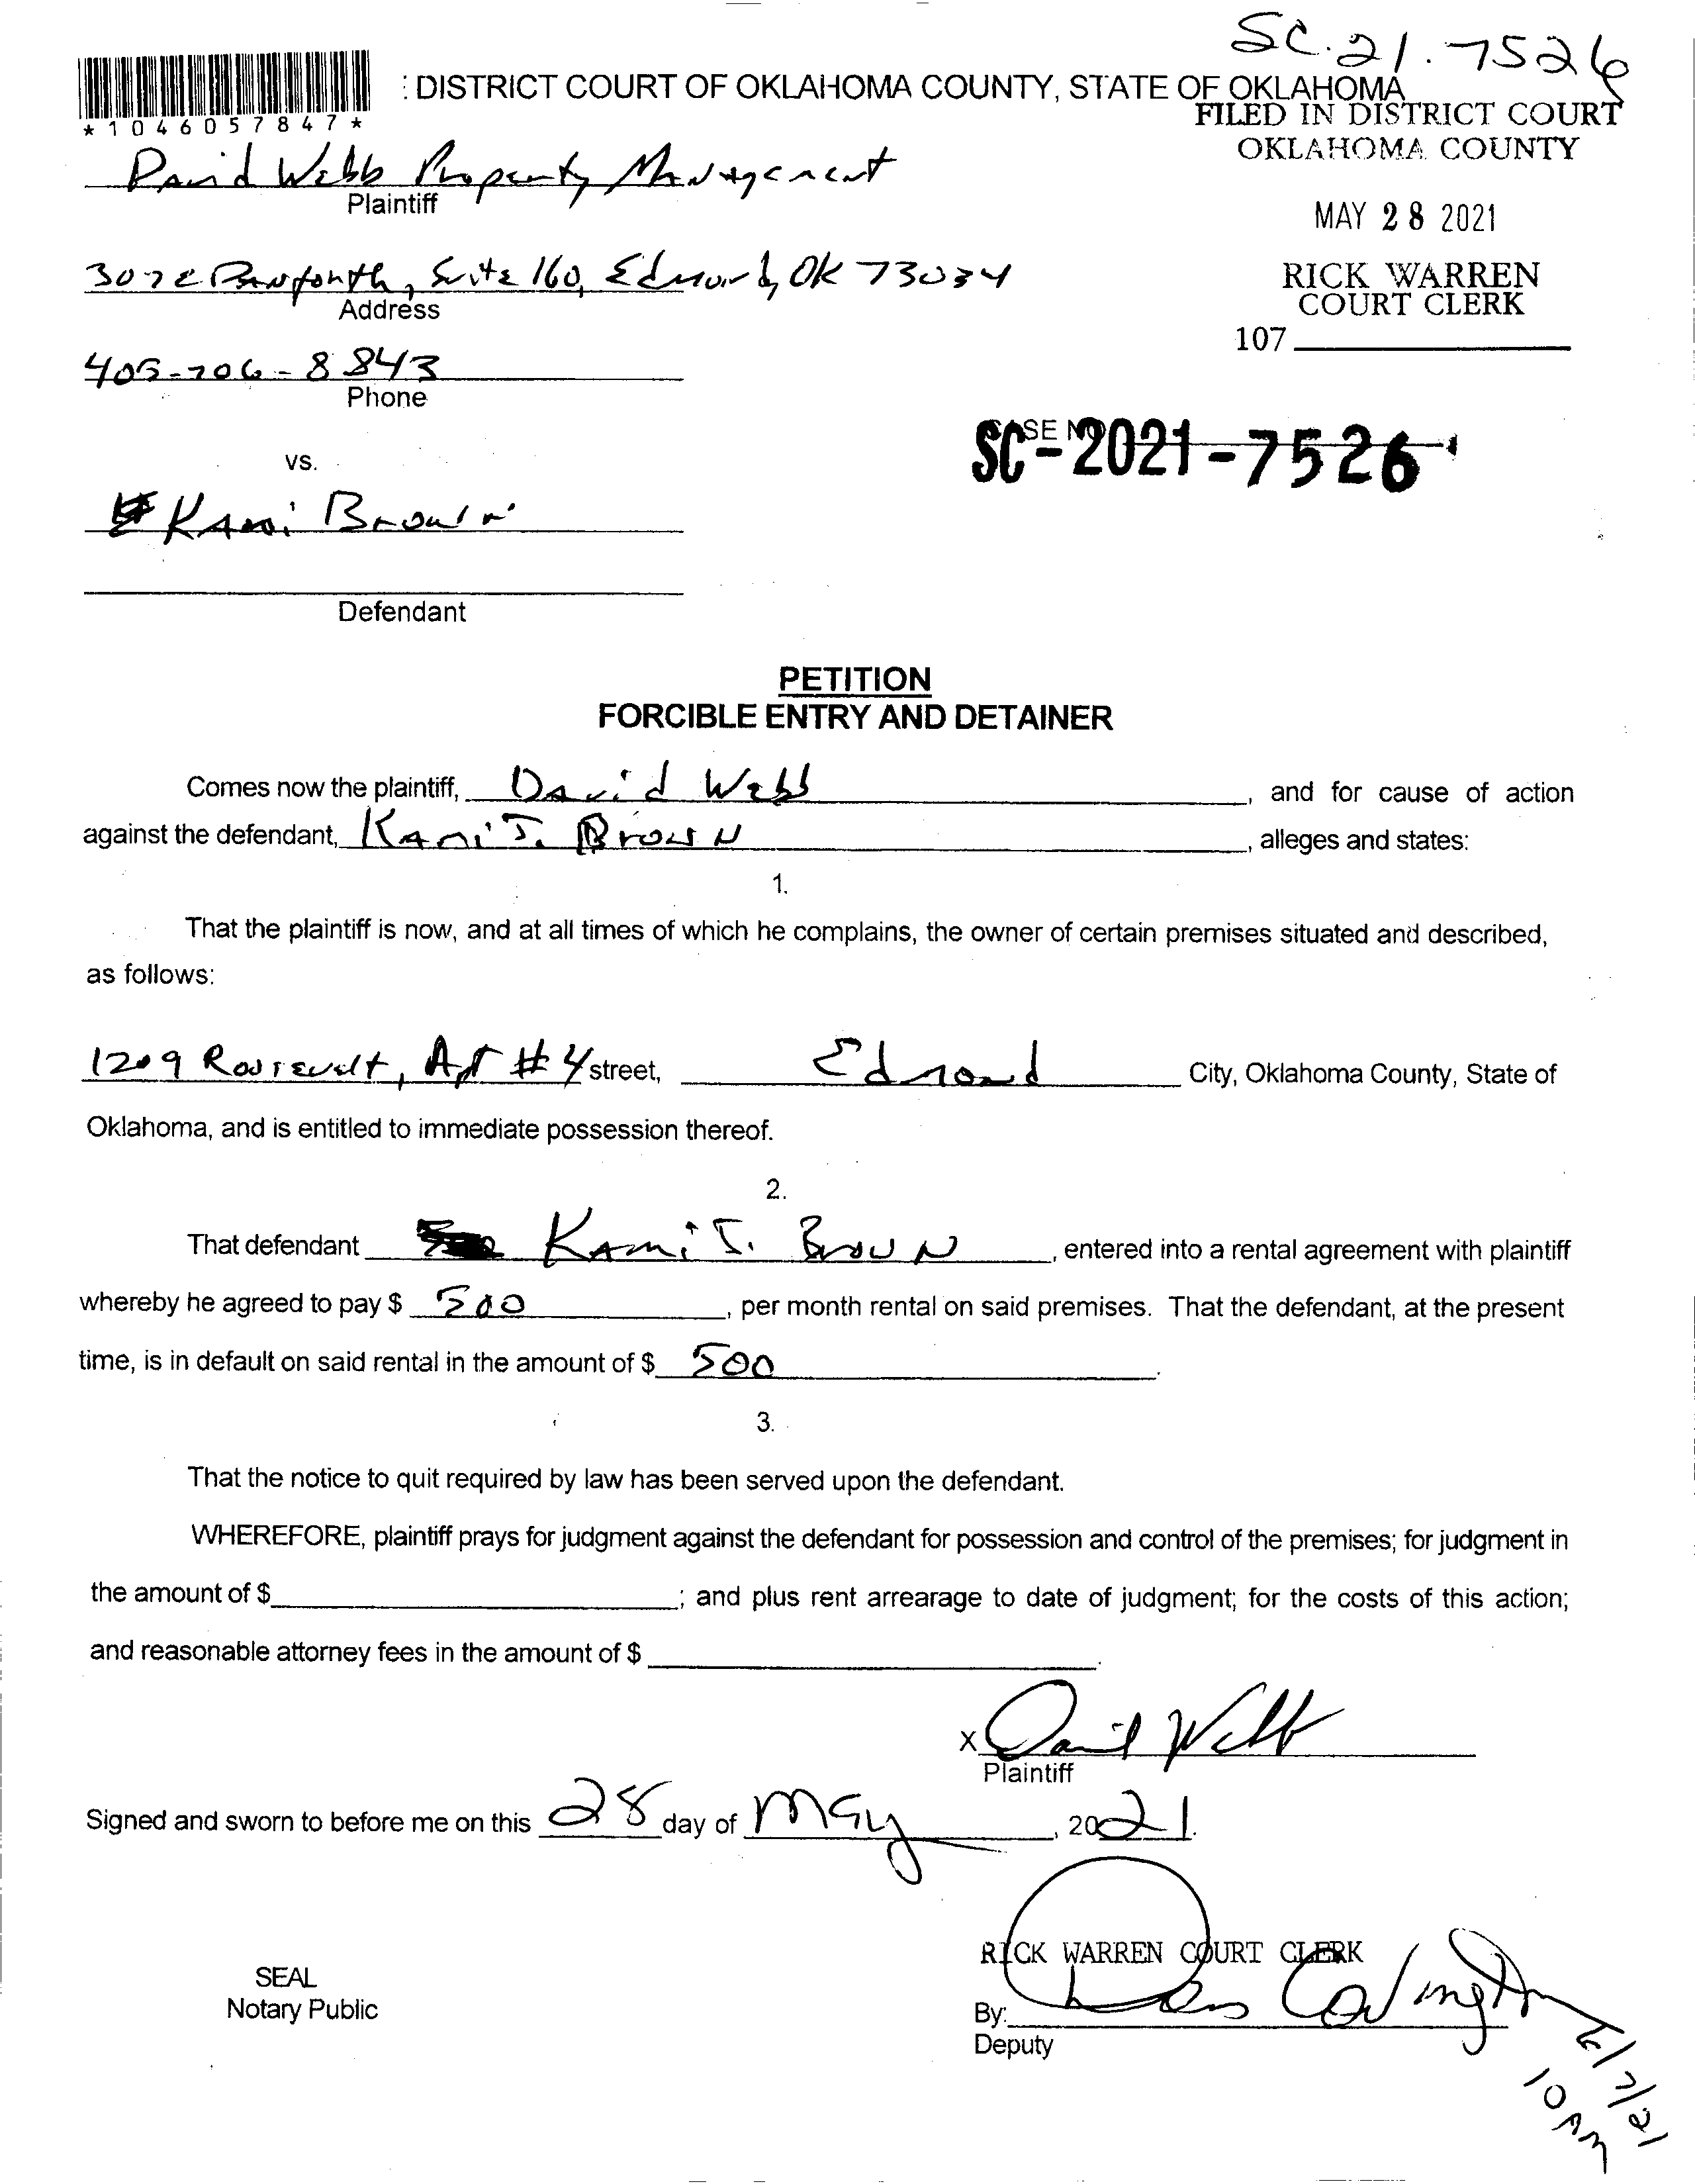 SC.21.7526
: DISTRICT COURT OF OKLAHOMA COUNTY, STATE OF OKLAHOMA
*1046057847*
FILED IN DISTRICT COURT
OKLAHOMA COUNTY
David Webb Property Management
Plaintiff
MAY 28 2021
Suite 160, Edmond, OK 73034
Address
RICK WARREN
COURT CLERK
107
405-706-8843
Phone
SC-2021-7526
vs.
Kami Brown
Defendant
PETITION
FORCIBLE ENTRY AND DETAINER
Comes now the plaintiff, David Webb, and for cause of action
against the defendant, Kami J. Brown, alleges and states:
1.
That the plaintiff is now, and at all times of which he complains, the owner of certain premises situated and described,
as follows:
1209 Roosevelt, Apt #4 street, Edmond City, Oklahoma County, State of
Oklahoma, and is entitled to immediate possession thereof.
2.
That defendant Kami J. Brown, entered into a rental agreement with plaintiff
whereby he agreed to pay $ 500, per month rental on said premises. That the defendant, at the present
time, is in default on said rental in the amount of $ 500.
3.
That the notice to quit required by law has been served upon the defendant.
WHEREFORE, plaintiff prays for judgment against the defendant for possession and control of the premises; for judgment in
the amount of $ ; and plus rent arrearage to date of judgment; for the costs of this action;
and reasonable attorney fees in the amount of $ .
X David Webb
Plaintiff
Signed and sworn to before me on this 28 day of May, 2021.
RICK WARREN COURT CLERK
SEAL
Notary Public
By: Covington
Deputy
6/7/21
10 AM